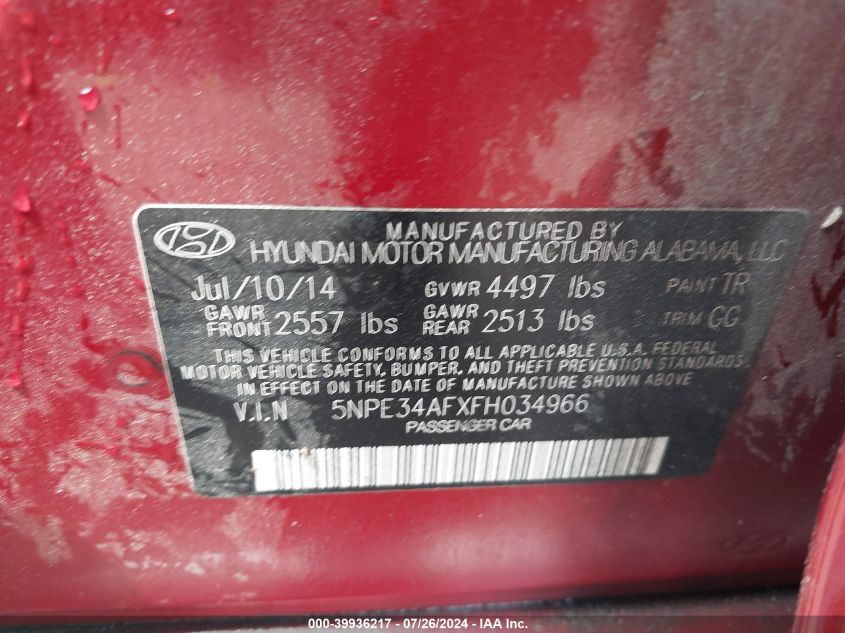 MANUFACTURED BY
HYUNDAI MOTOR MANUFACTURING ALABAMA, LLC
Jul/10/14 GVWR 4497 lbs PAINT TR
GAWR FRONT 2557 lbs GAWR REAR 2513 lbs TRIM GG
THIS VEHICLE CONFORMS TO ALL APPLICABLE U.S.A. FEDERAL
MOTOR VEHICLE SAFETY, BUMPER, AND THEFT PREVENTION STANDARDS
IN EFFECT ON THE DATE OF MANUFACTURE SHOWN ABOVE
V.I.N 5NPE34AFXFH034966
PASSENGER CAR
000-39936217 - 07/26/2024 - IAA Inc.